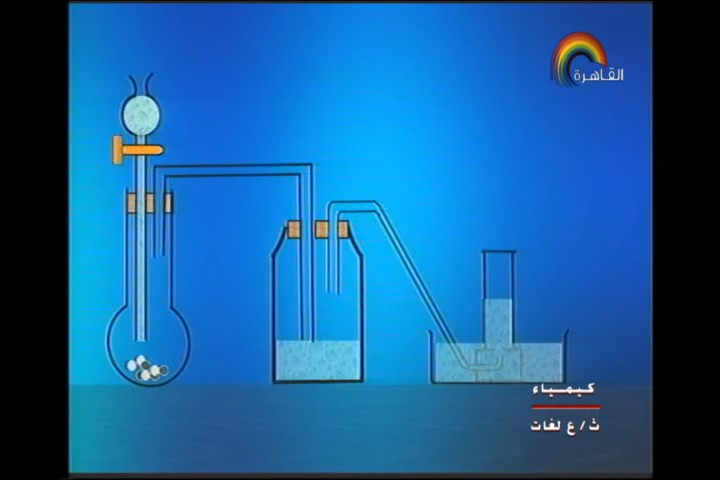 القاهرة
كيمياء
ث/ع لغات